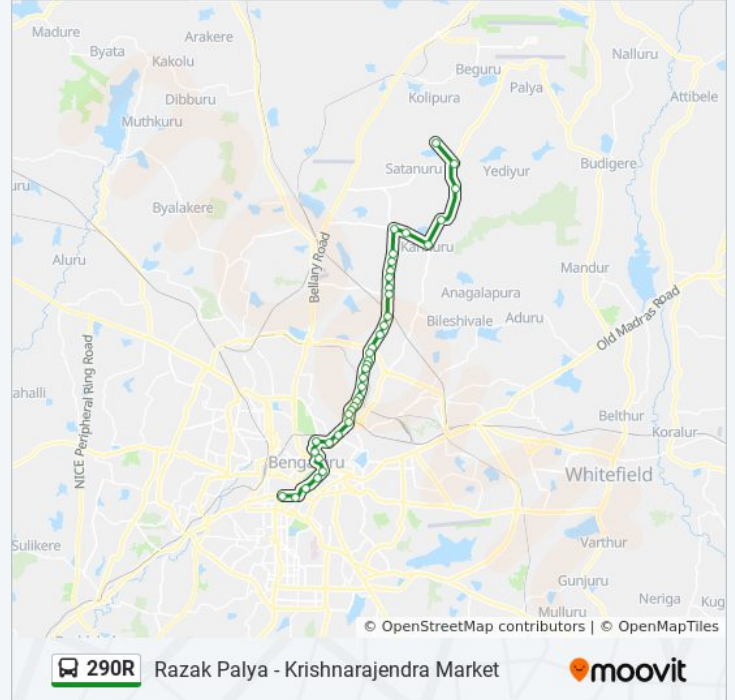 Madure
Arakere
Byata
Kakolu
Nalluru
Beguru
Palya
Attibele
Dibburu
Kolipura
Muthkuru
Satanuru
Yediyur
Budigere
uru
Byalakere
Kannuru
Aluru
Bellary Road
Mandur
Anagalapura
Bileshivale
Aduru
Old Madras Road
NICE Peripheral Ring Road
ahalli
Belthur
Koralur
Bengaluru
Whitefield
Sulikere
Varthur
Gunjuru
Neriga
Kug
Mulluru
© OpenStreetMap contributors | © OpenMapTiles
290R Razak Palya - Krishnarajendra Market
moovit